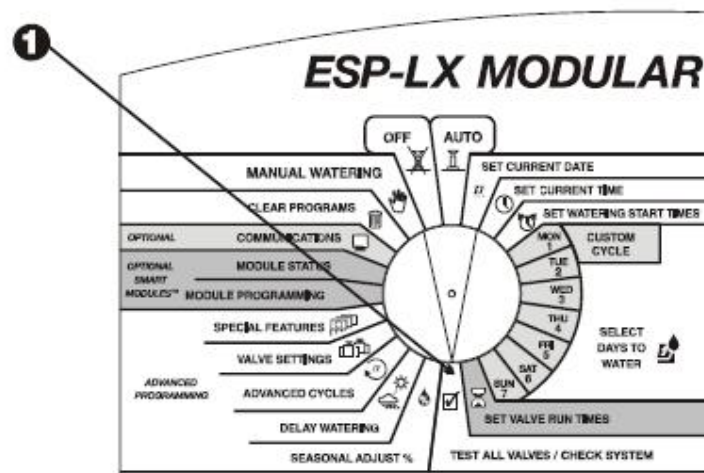 1
ESP-LX MODULAR
OFF
AUTO
MANUAL WATERING
SET CURRENT DATE
CLEAR PROGRAMS
SET CURRENT TIME
OPTIONAL
COMMUNICATIONS
SET WATERING START TIMES
OPTIONAL
SMART
MODULES™
MODULE STATUS
MODULE PROGRAMMING
MON
1
TUE
2
WED
3
THU
4
FRI
5
SAT
6
SUN
7
CUSTOM
CYCLE
SELECT
DAYS TO
WATER
SPECIAL FEATURES
VALVE SETTINGS
ADVANCED
PROGRAMMING
ADVANCED CYCLES
DELAY WATERING
SEASONAL ADJUST %
SET VALVE RUN TIMES
TEST ALL VALVES / CHECK SYSTEM